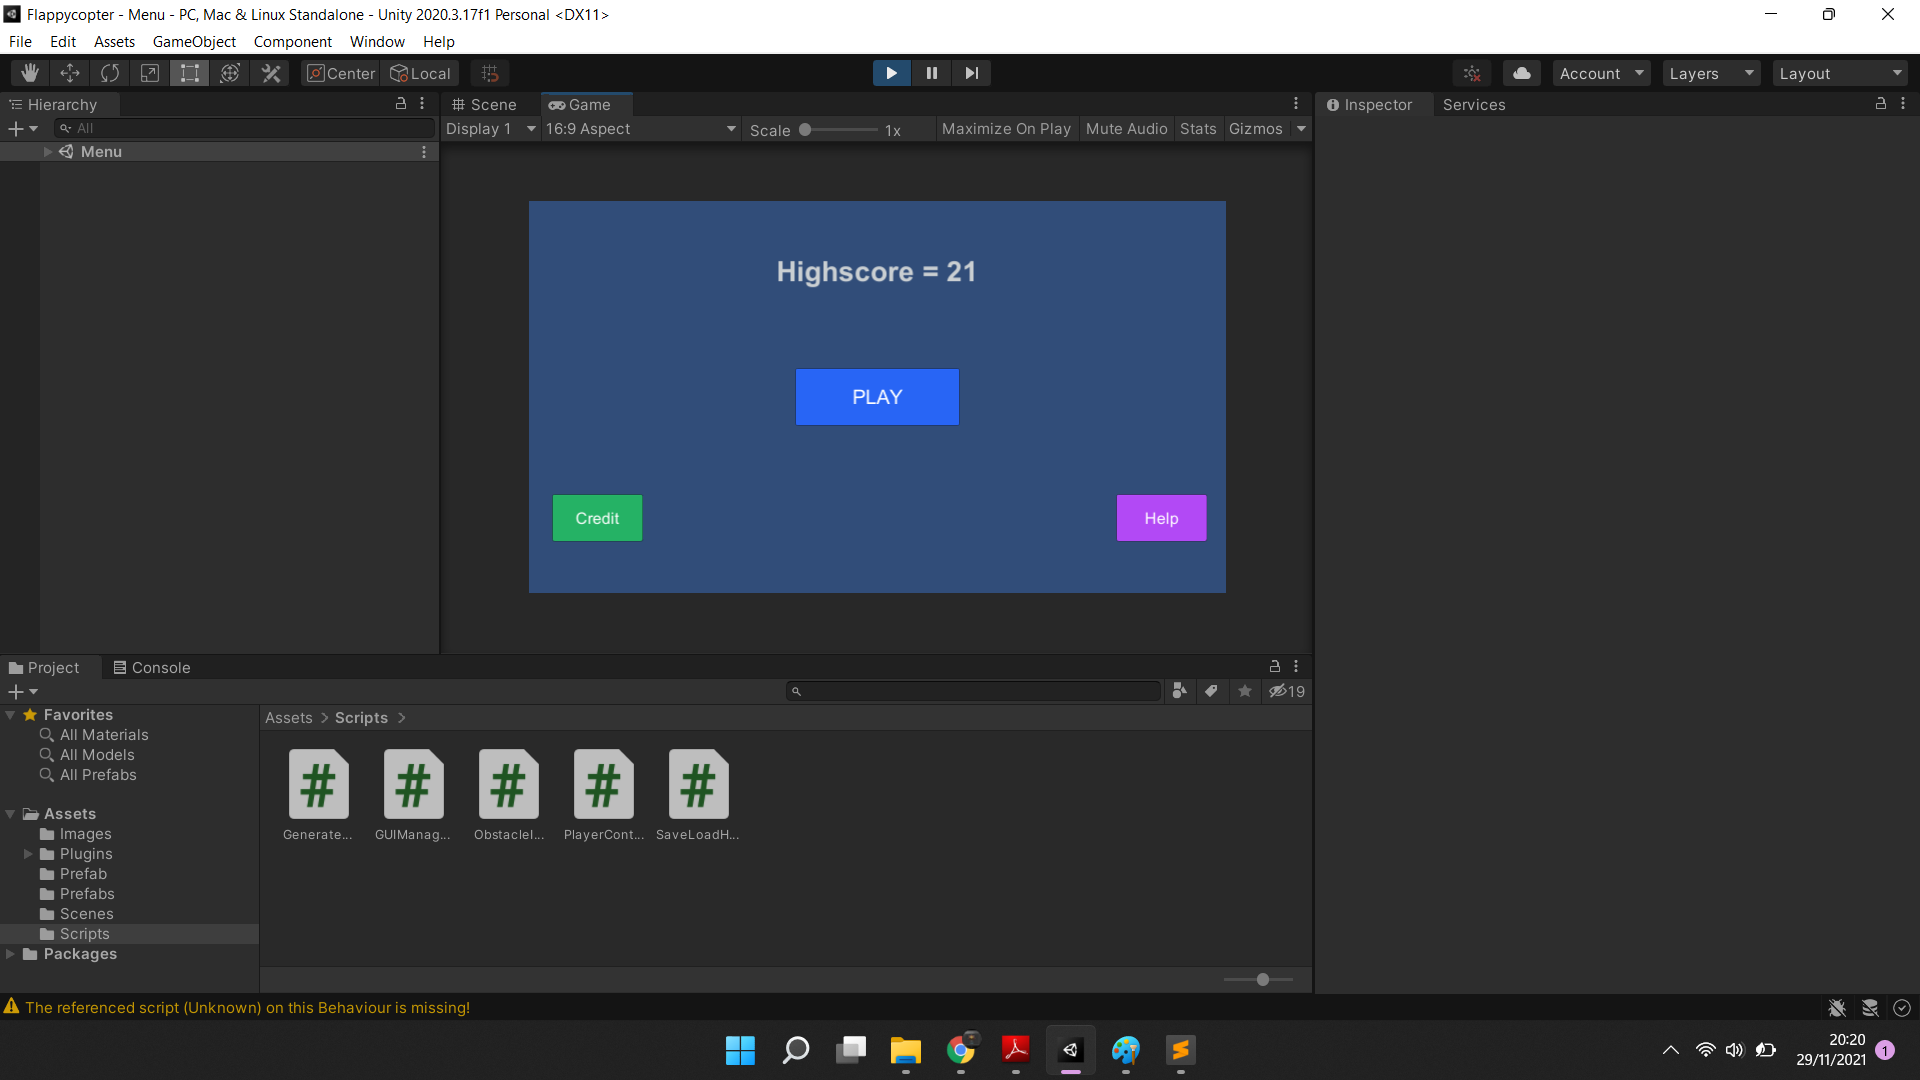 Flappycopter - Menu - PC, Mac & Linux Standalone - Unity 2020.3.17f1 Personal <DX11>
File Edit Assets GameObject Component Window Help
Center Local Account Layers Layout
Hierarchy
All
Menu
Scene Game
Display 1 16:9 Aspect Scale 1x Maximize On Play Mute Audio Stats Gizmos
Inspector Services
Highscore = 21
PLAY
Credit Help
Project Console
19
Favorites
All Materials
All Models
All Prefabs
Assets
Images
Plugins
Prefab
Prefabs
Scenes
Scripts
Packages
Assets > Scripts >
Generate... GUIManag... ObstacleI... PlayerCont... SaveLoadH...
The referenced script (Unknown) on this Behaviour is missing!
20:20
29/11/2021
1